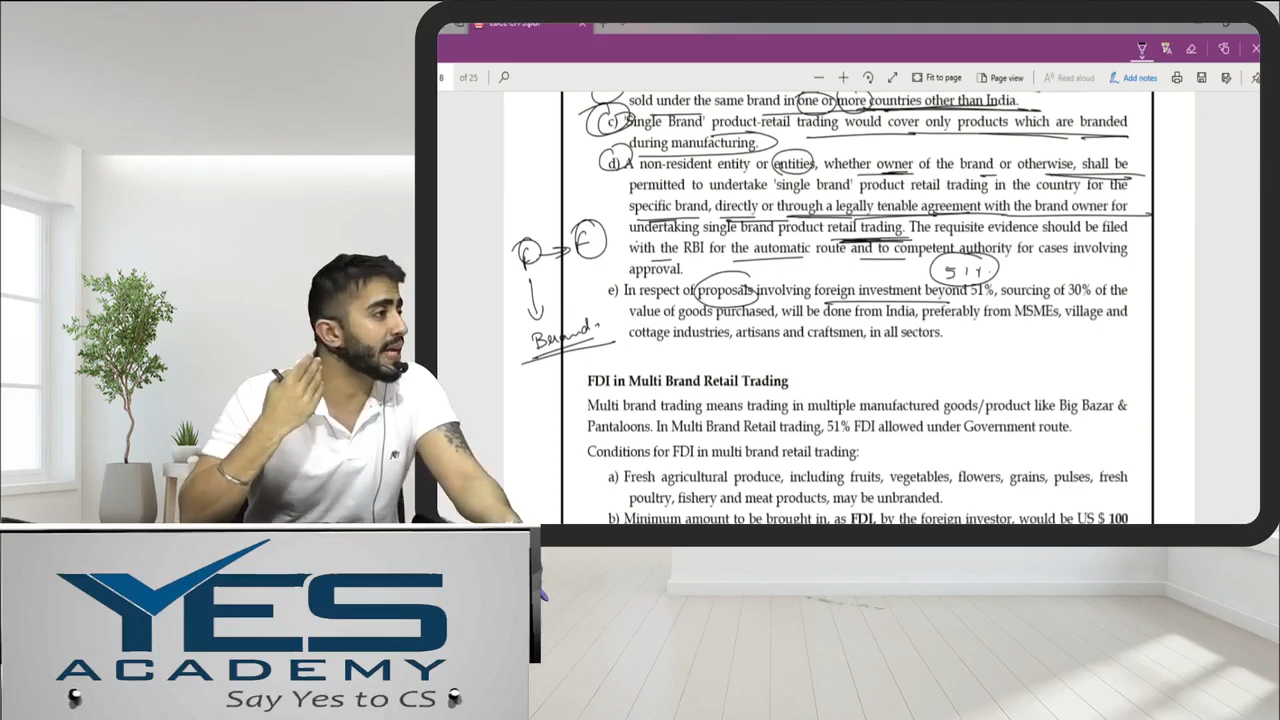 8 of 25
Fit to page
Page view
Read aloud
Add notes
sold under the same brand in one or more countries other than India.
c) 'Single Brand' product-retail trading would cover only products which are branded
during manufacturing.
d) A non-resident entity or entities, whether owner of the brand or otherwise, shall be
permitted to undertake 'single brand' product retail trading in the country for the
specific brand, directly or through a legally tenable agreement with the brand owner for
undertaking single brand product retail trading. The requisite evidence should be filed
with the RBI for the automatic route and to competent authority for cases involving
approval.
51%
e) In respect of proposals involving foreign investment beyond 51%, sourcing of 30% of the
value of goods purchased, will be done from India, preferably from MSMEs, village and
cottage industries, artisans and craftsmen, in all sectors.
Brand
FDI in Multi Brand Retail Trading
Multi brand trading means trading in multiple manufactured goods/product like Big Bazar &
Pantaloons. In Multi Brand Retail trading, 51% FDI allowed under Government route.
Conditions for FDI in multi brand retail trading:
a) Fresh agricultural produce, including fruits, vegetables, flowers, grains, pulses, fresh
poultry, fishery and meat products, may be unbranded.
b) Minimum amount to be brought in, as FDI, by the foreign investor, would be US $ 100
YES
ACADEMY
Say Yes to CS